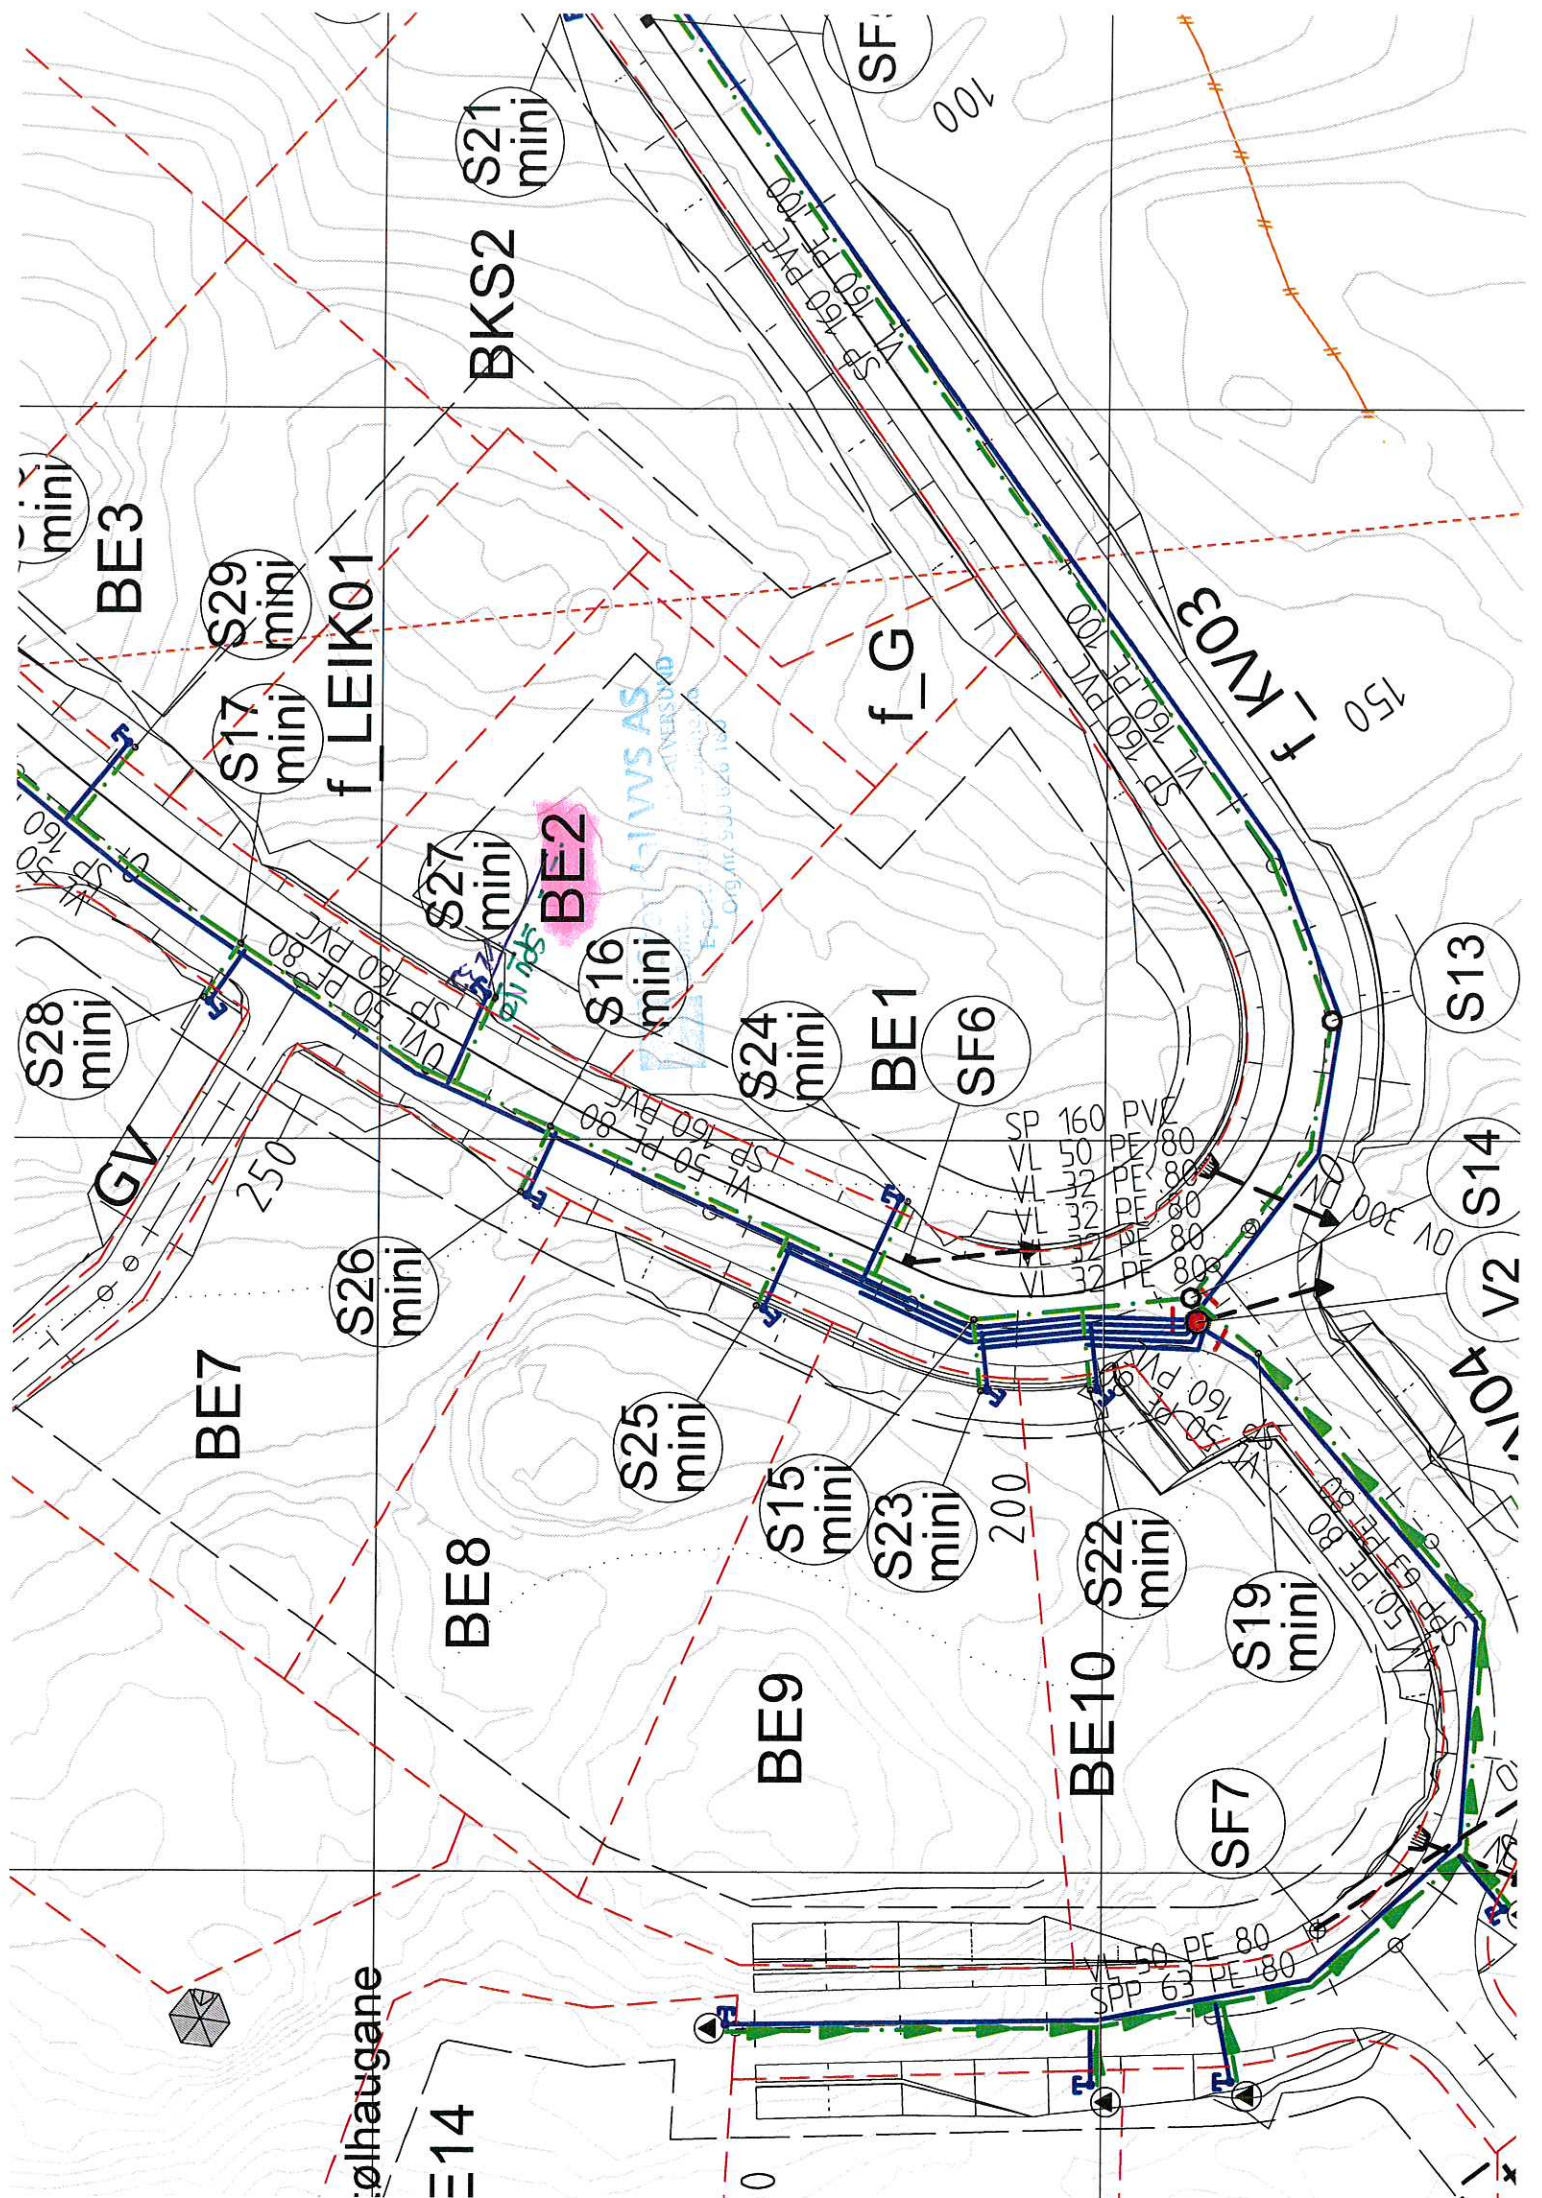 S21
mini
SF
100
BKS2
mini
BE3
S29
mini
S17
mini
f_LEIK01
VL 160 PE 100
SP 160 PVC
f_G
f_KV03
150
S27
mini
BE2
S16
mini
S28
mini
GV
250
VL 50 PE 80
SP 160 PVC
S24
mini
BE1
SF6
S13
S14
V2
SP 160 PVC
VL 50 PE 80
VL 32 PE 80
VL 32 PE 80
VL 32 PE 80
VL 32 PE 80
OV 300
VL 50 PE 80
SP 160 PVC
SP 160 PVC
VL 160 PE 100
S26
mini
BE7
S25
mini
S15
mini
S23
mini
200
S22
mini
S19
mini
BE8
BE9
BE10
SF7
VL 50 PE 80
SPP 63 PE 80
ølhaugane
E14
0